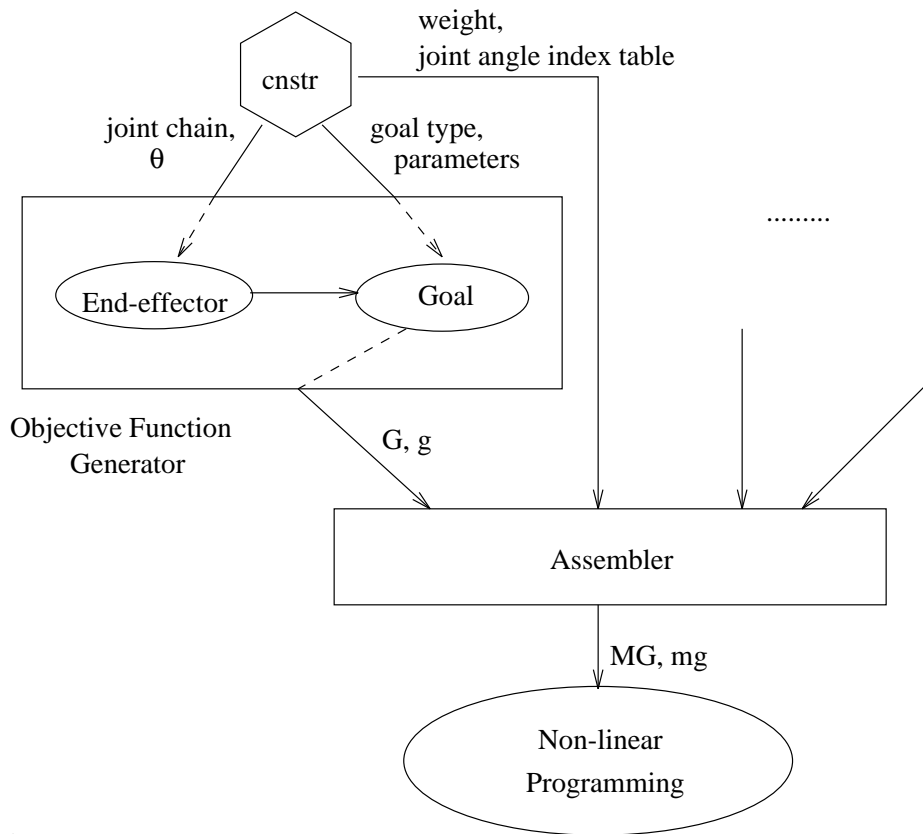 weight,
joint angle index table
cnstr
joint chain,
θ
goal type,
parameters
.........
End-effector
Goal
Objective Function
Generator
G, g
Assembler
MG, mg
Non-linear
Programming